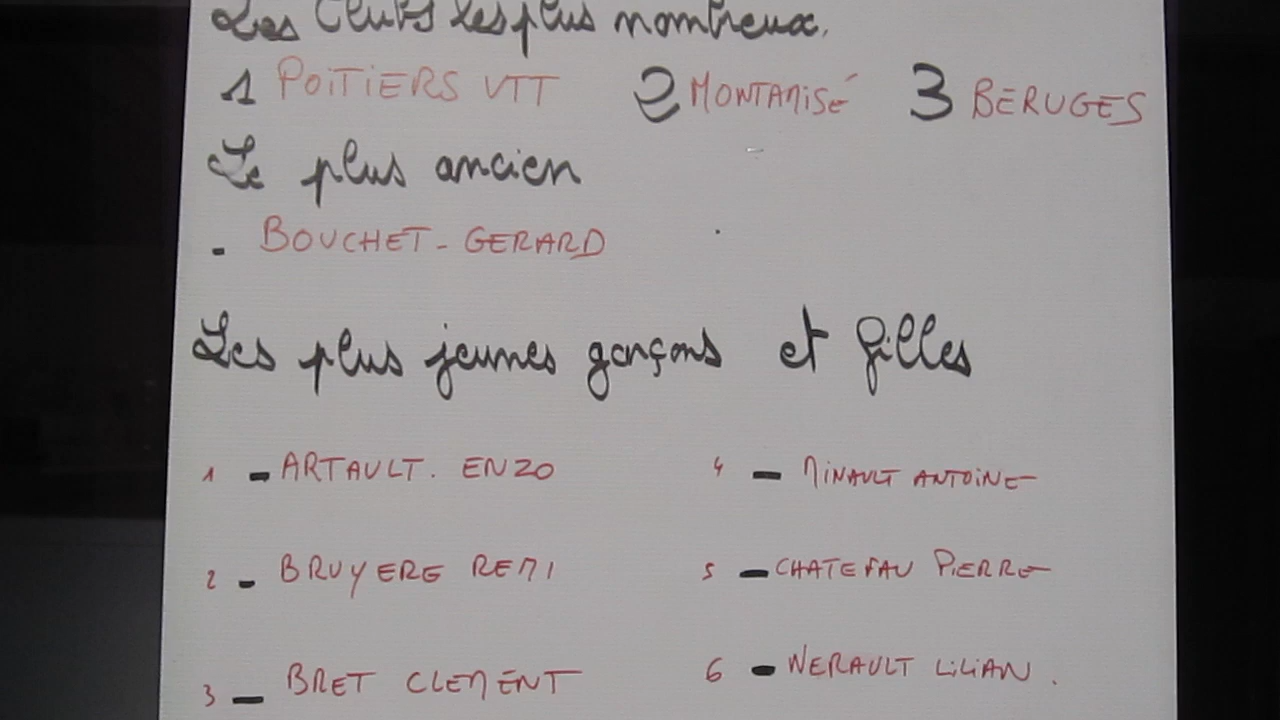 Les Clubs les plus nombreux.
1 POITIERS VTT 2 MONTAMISÉ 3 BERUGES
Le plus ancien
- BOUCHET - GERARD
Les plus jeunes garçons et filles
1 - ARTAULT. ENZO
2 - BRUYERE REMI
3 - BRET CLEMENT
4 - MINAULT ANTOINE
5 - CHATEFAU PIERRE
6 - NERAULT LILIAN.